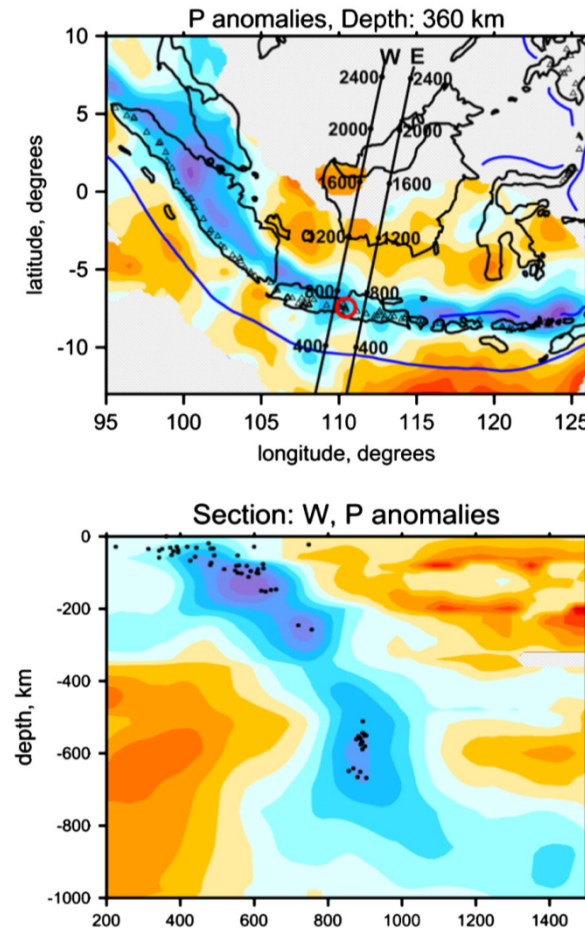 P anomalies, Depth: 360 km
10
5
0
-5
-10
latitude, degrees
W E
2400
2400
2000
2000
1600
1600
1200
1200
800
800
400
400
95 100 105 110 115 120 125
longitude, degrees
Section: W, P anomalies
0
-200
-400
-600
-800
-1000
depth, km
200 400 600 800 1000 1200 1400